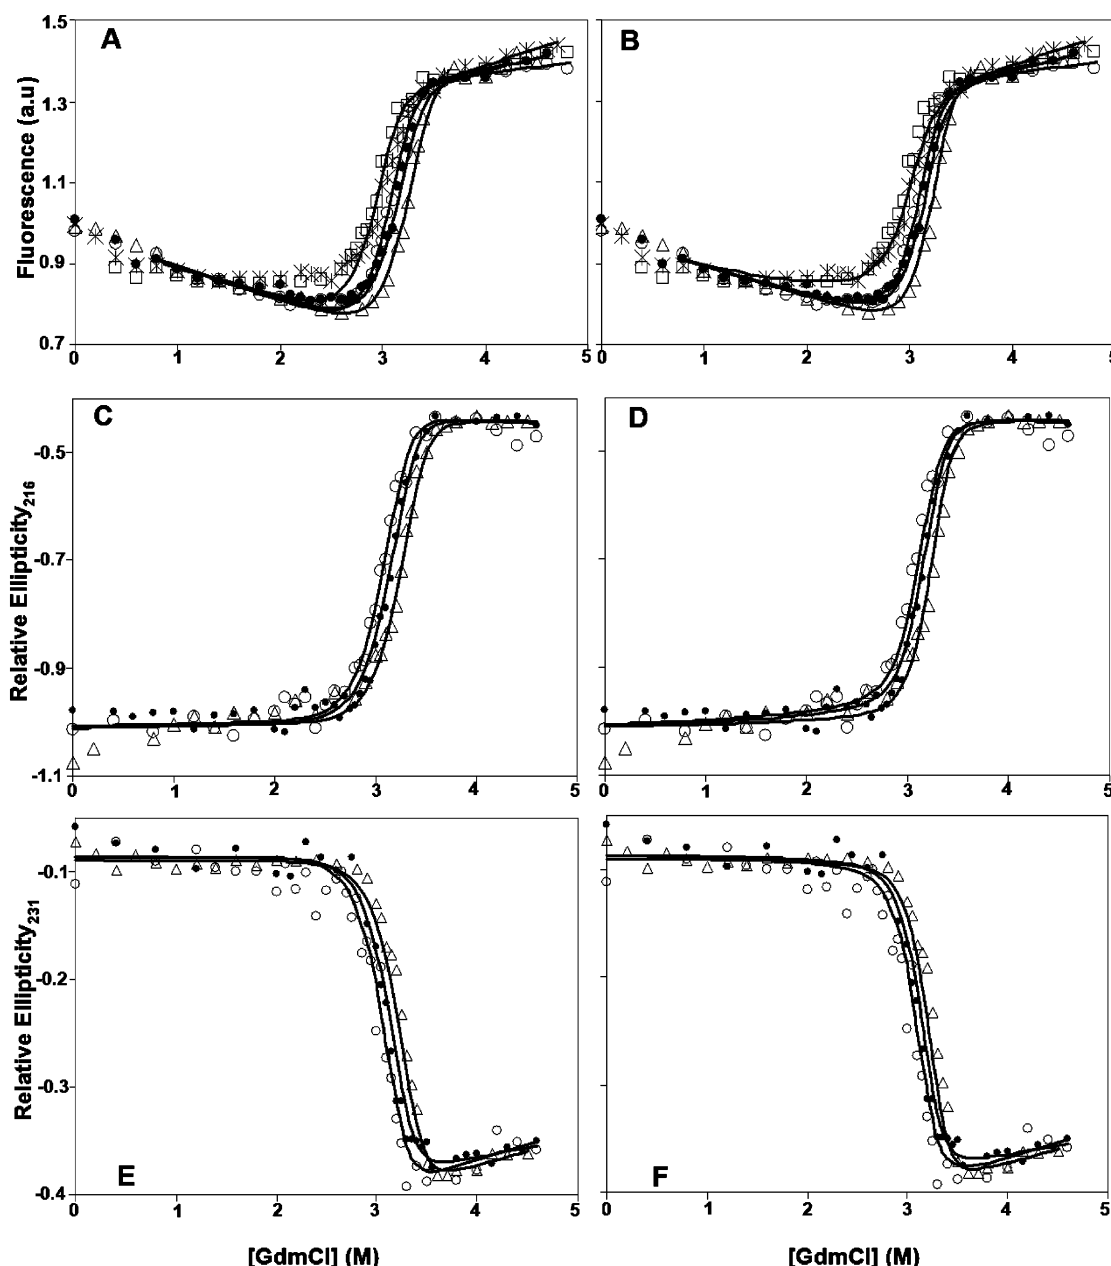 A
B
1.5
1.3
1.1
0.9
0.7
Fluorescence (a.u)
0 1 2 3 4 5
0 1 2 3 4 5
C
D
-0.5
-0.7
-0.9
-1.1
Relative Ellipticity216
0 1 2 3 4 5
0 1 2 3 4 5
-0.1
-0.2
-0.3
-0.4
Relative Ellipticity231
E
F
0 1 2 3 4 5
0 1 2 3 4 5
[GdmCl] (M)
[GdmCl] (M)